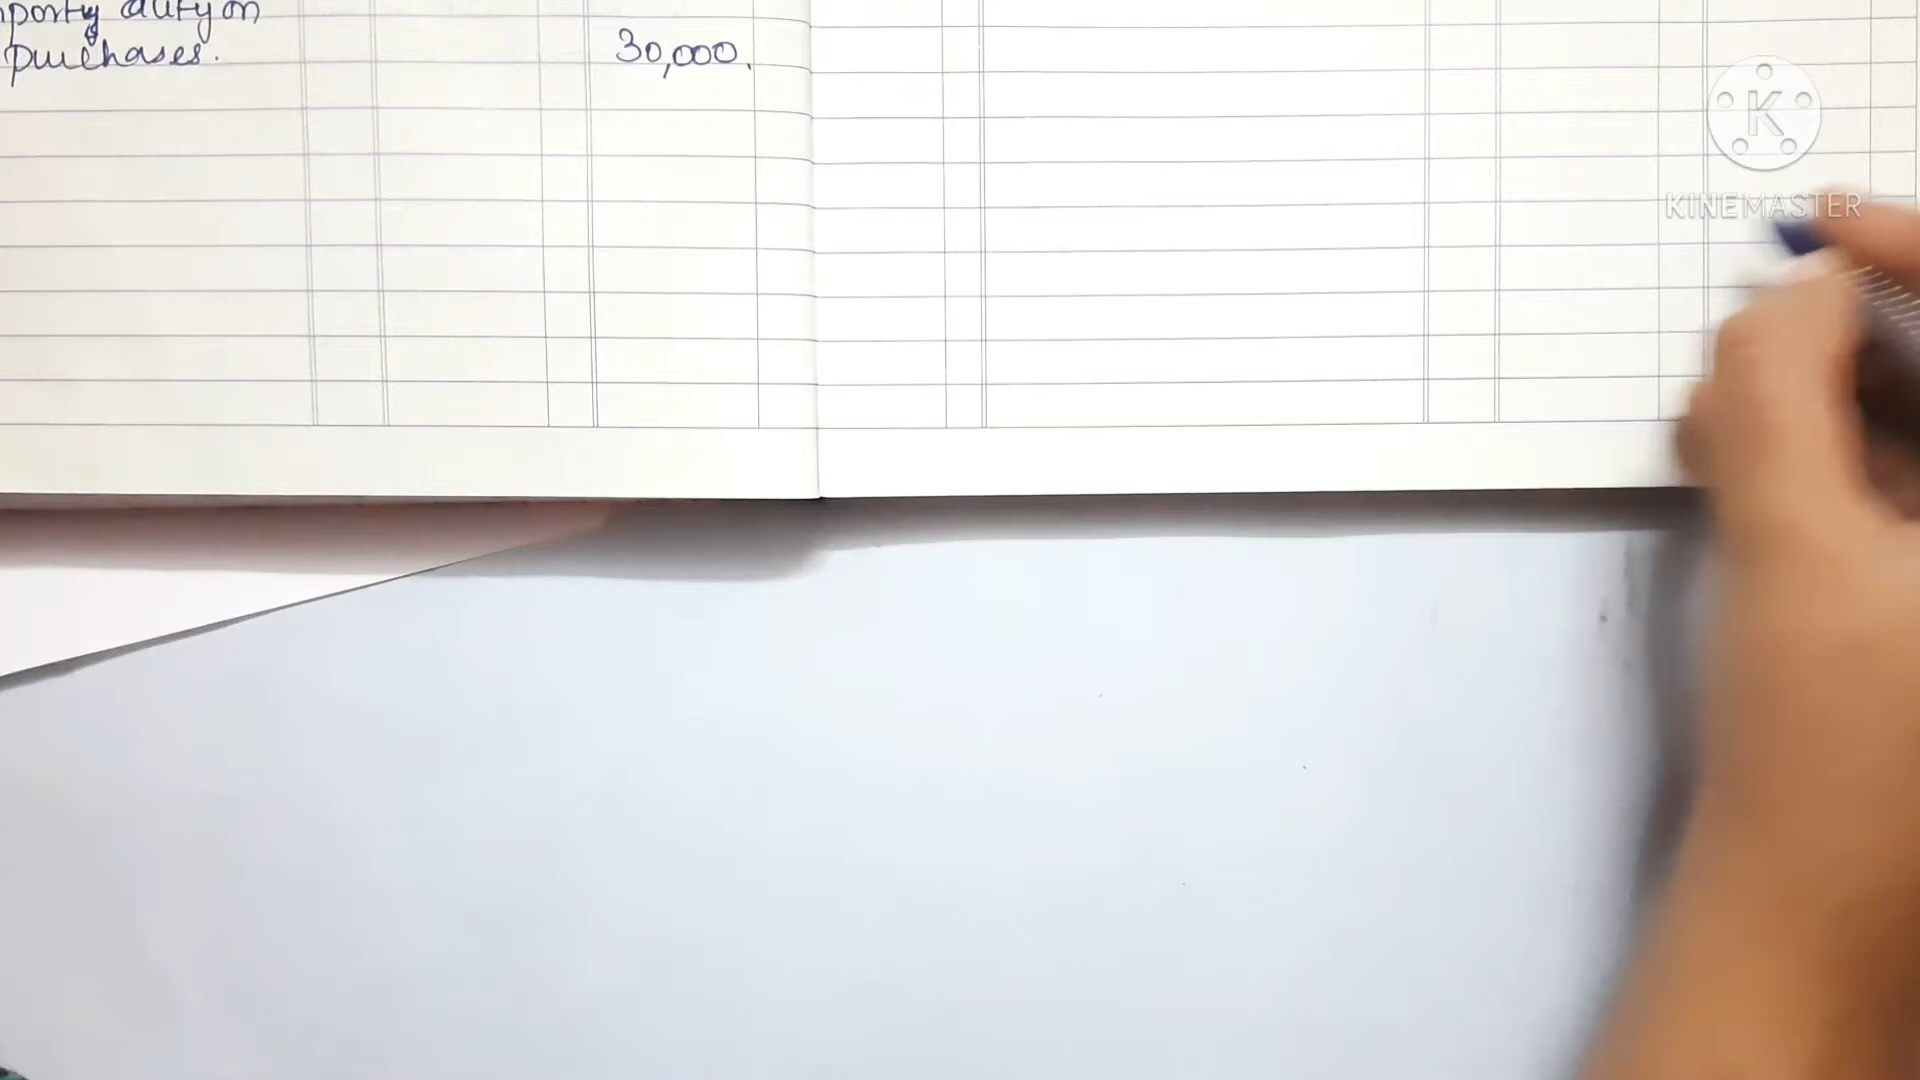 duty on
purchases.
30,000.
K
KINEMASTER